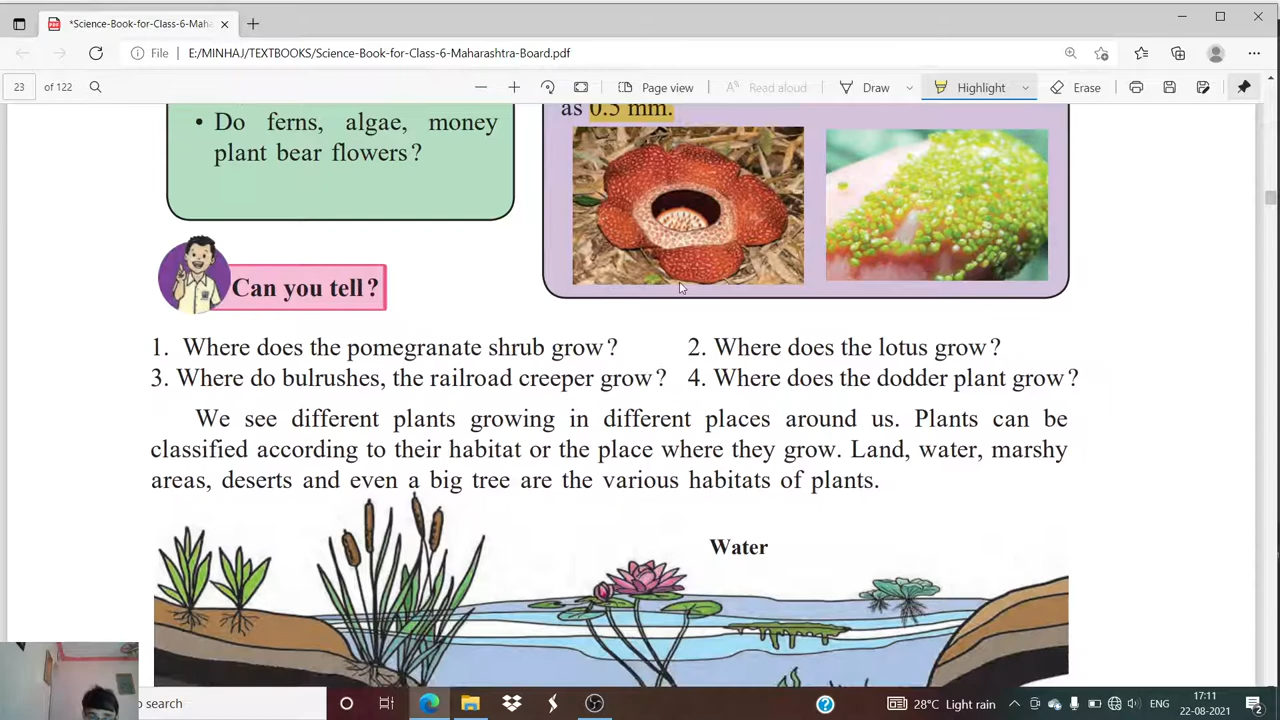 *Science-Book-for-Class-6-Maha
File
E:/MINHAJ/TEXTBOOKS/Science-Book-for-Class-6-Maharashtra-Board.pdf
23 of 122
Page view
Read aloud
Draw
Highlight
Erase
• Do ferns, algae, money
plant bear flowers?
as 0.5 mm.
Can you tell?
1. Where does the pomegranate shrub grow? 2. Where does the lotus grow?
3. Where do bulrushes, the railroad creeper grow? 4. Where does the dodder plant grow?
We see different plants growing in different places around us. Plants can be
classified according to their habitat or the place where they grow. Land, water, marshy
areas, deserts and even a big tree are the various habitats of plants.
Water
search
28°C Light rain
ENG
17:11
22-08-2021
2